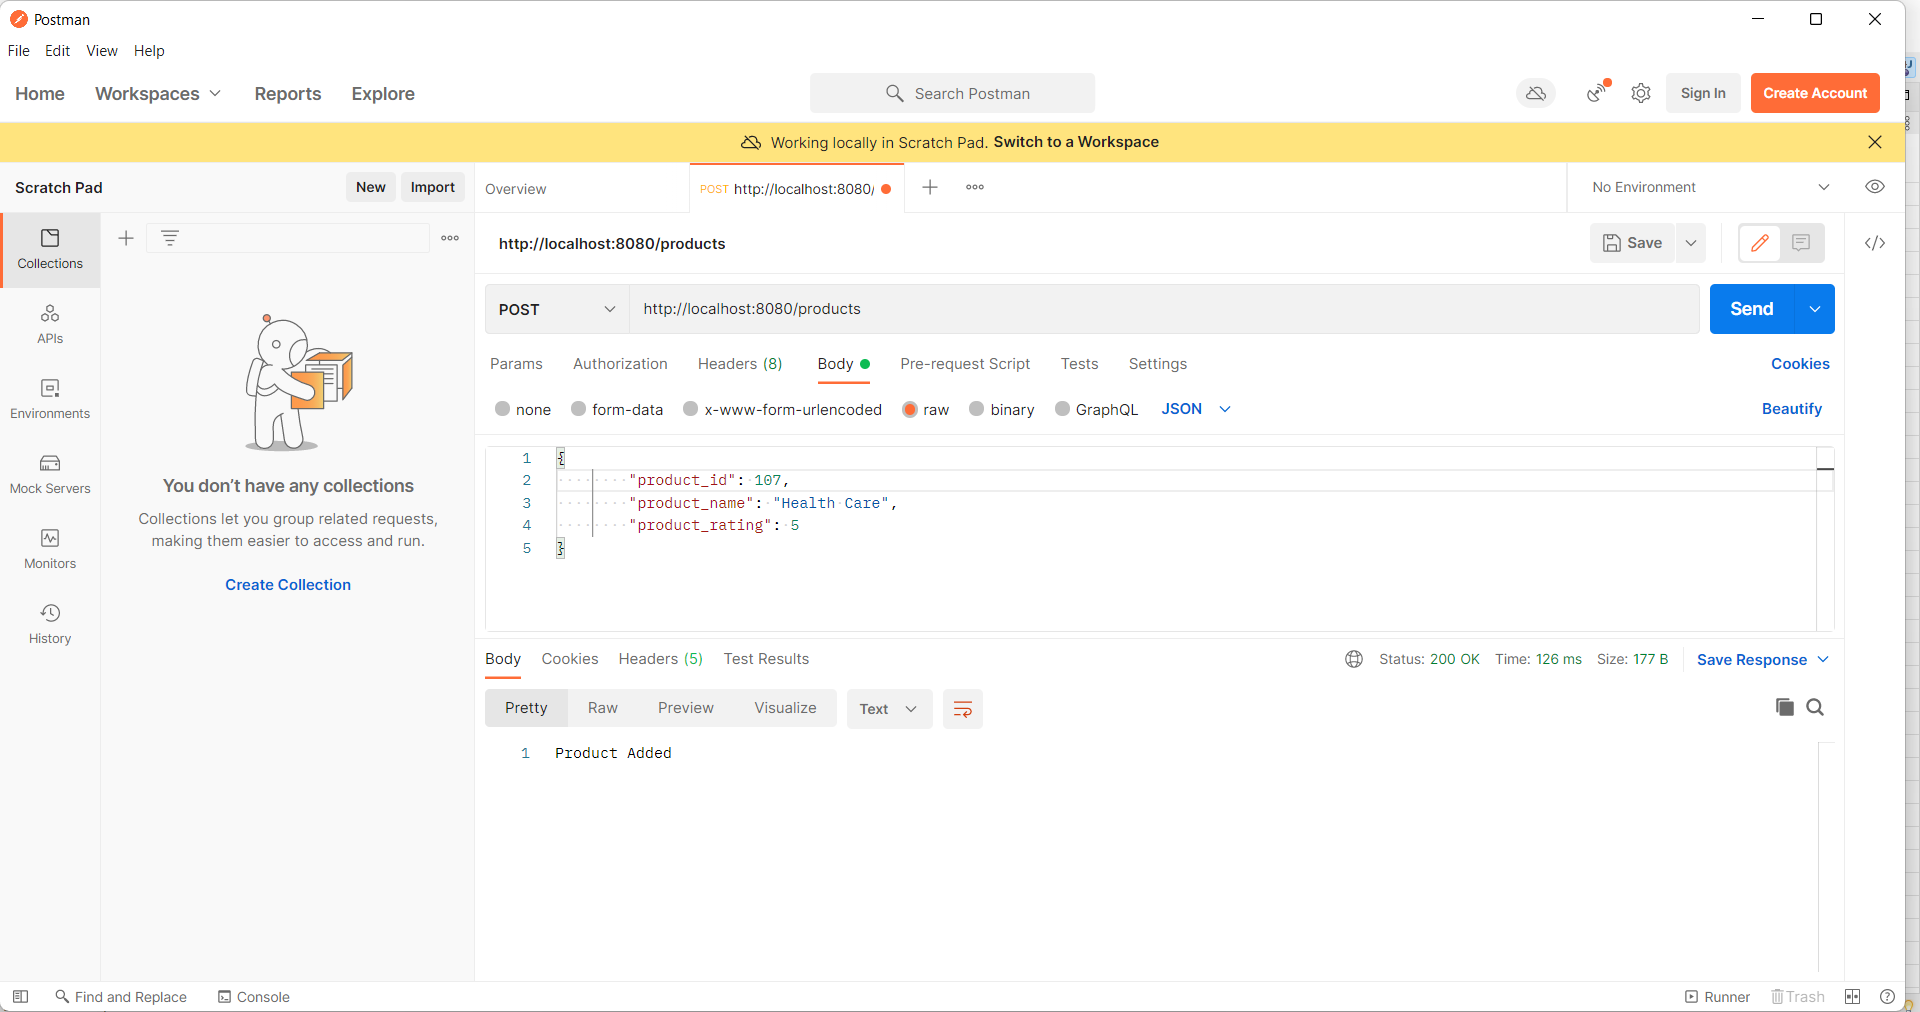 Postman
File Edit View Help
Home Workspaces Reports Explore
Search Postman
Sign In
Create Account
Working locally in Scratch Pad. Switch to a Workspace
Scratch Pad
New
Import
Overview
POST http://localhost:8080/
No Environment
Collections
APIs
Environments
Mock Servers
Monitors
History
You don’t have any collections
Collections let you group related requests,
making them easier to access and run.
Create Collection
http://localhost:8080/products
Save
</>
POST http://localhost:8080/products
Send
Params Authorization Headers (8) Body Pre-request Script Tests Settings
Cookies
none form-data x-www-form-urlencoded raw binary GraphQL JSON
Beautify
1 {
2 "product_id": 107,
3 "product_name": "Health Care",
4 "product_rating": 5
5 }
Body Cookies Headers (5) Test Results
Status: 200 OK Time: 126 ms Size: 177 B
Save Response
Pretty Raw Preview Visualize Text
1 Product Added
Find and Replace
Console
Runner
Trash